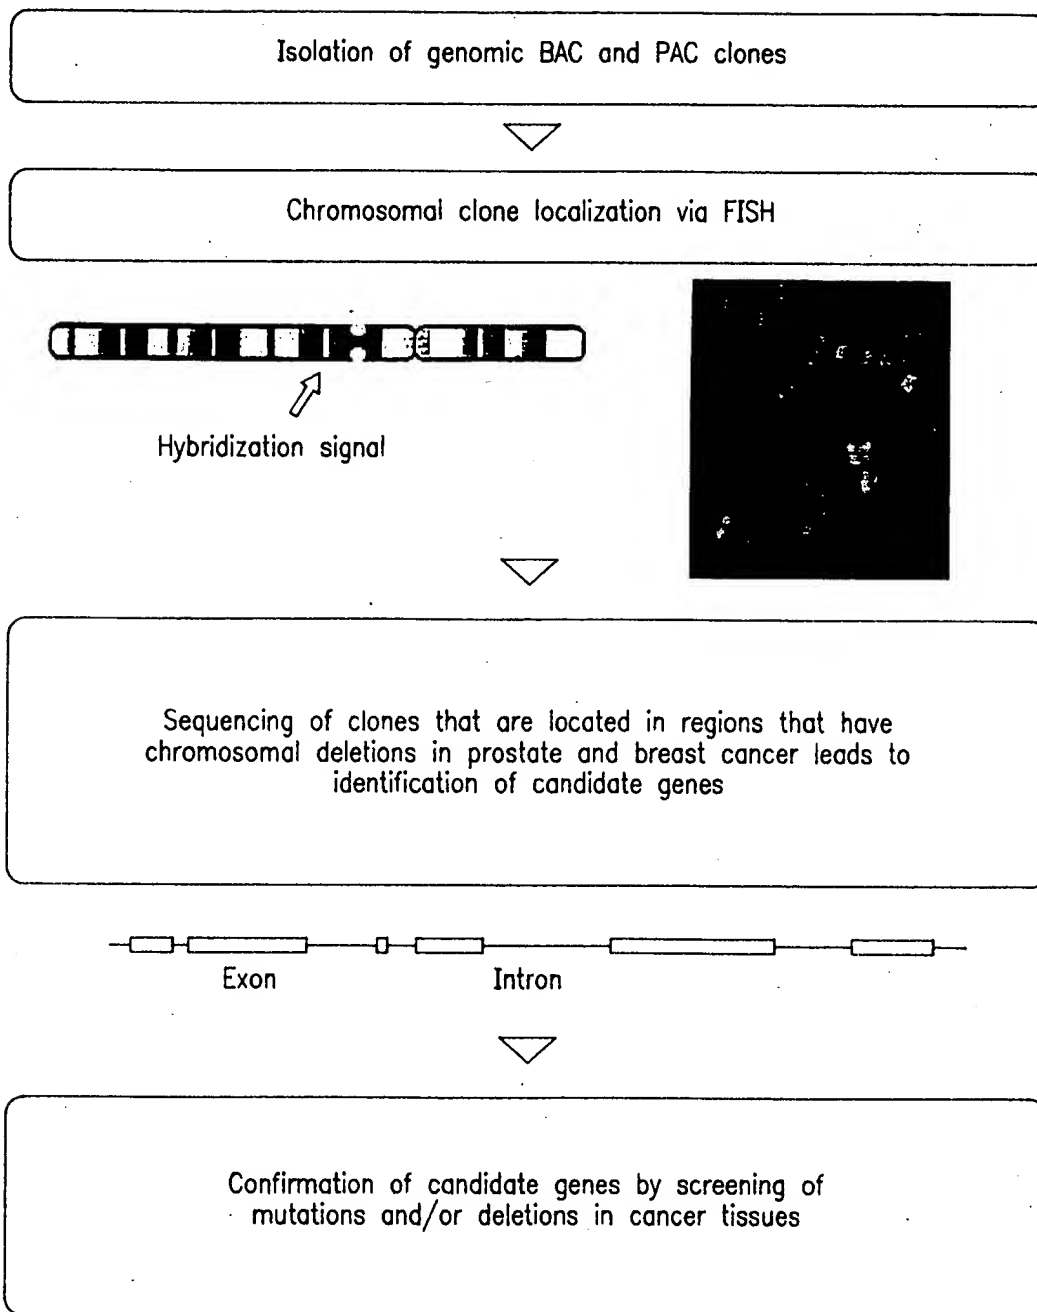 Isolation of genomic BAC and PAC clones
Chromosomal clone localization via FISH
Hybridization signal
Sequencing of clones that are located in regions that have
chromosomal deletions in prostate and breast cancer leads to
identification of candidate genes
Exon
Intron
Confirmation of candidate genes by screening of
mutations and/or deletions in cancer tissues